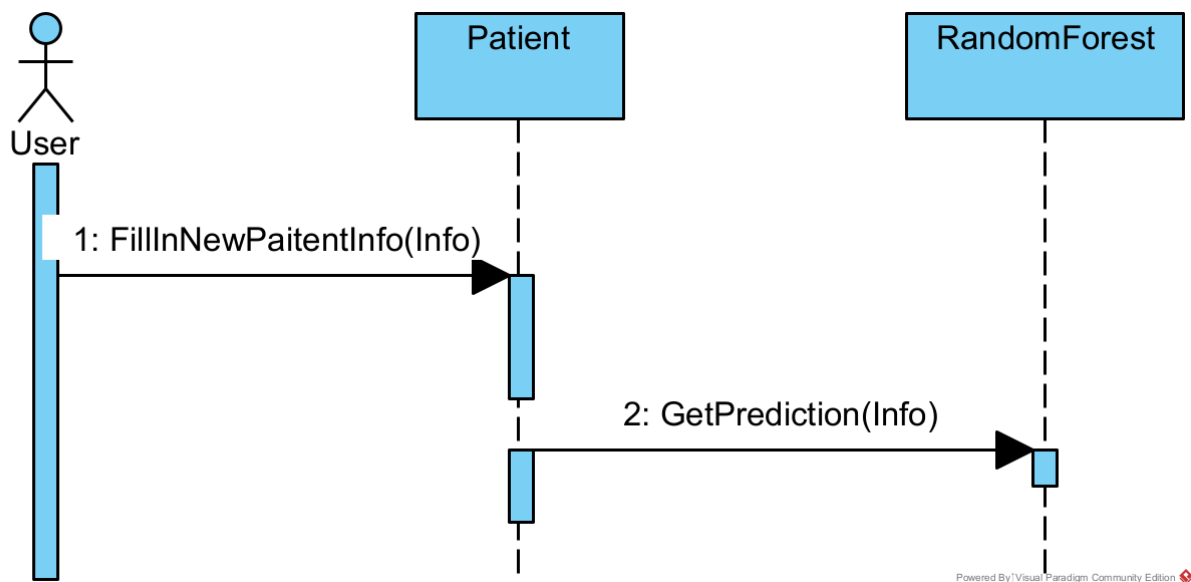 Patient
RandomForest
User
1: FillInNewPaitentInfo(Info)
2: GetPrediction(Info)
Powered By Visual Paradigm Community Edition